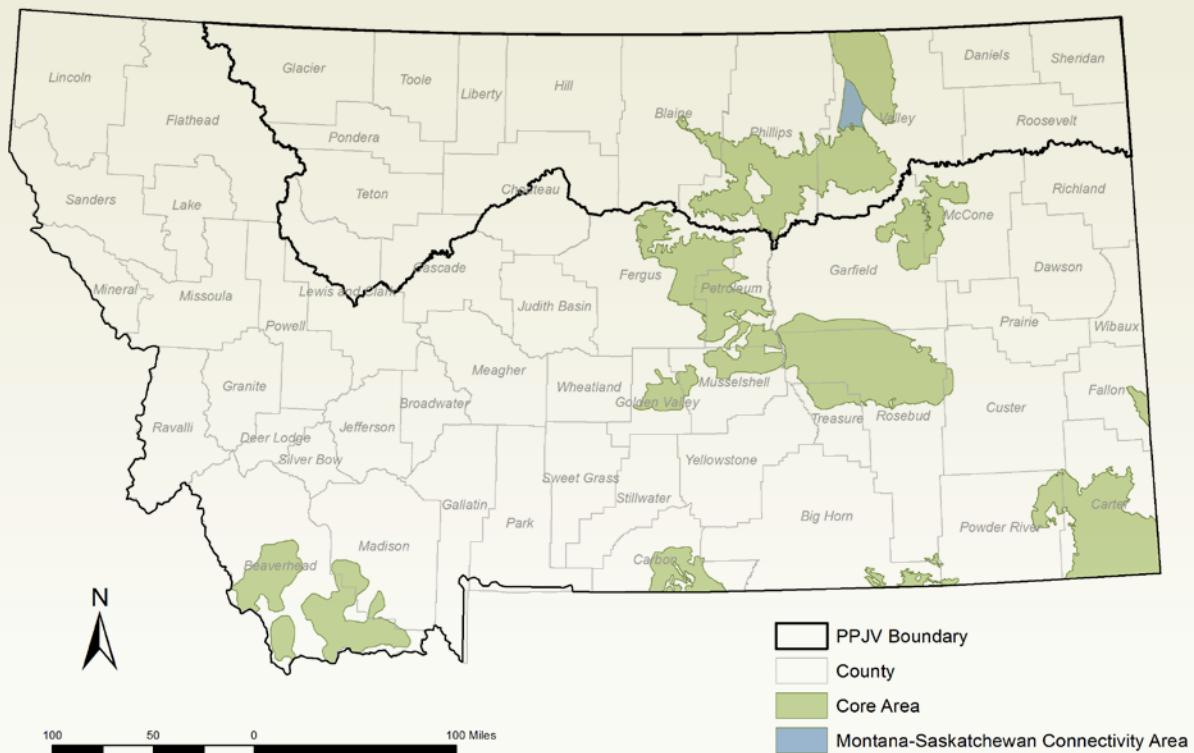 Lincoln
Flathead
Glacier
Toole
Liberty
Hill
Blaine
Phillips
Valley
Daniels
Sheridan
Roosevelt
Pondera
Teton
Chouteau
Sanders
Lake
Mineral
Missoula
Powell
Lewis and Clark
Cascade
Judith Basin
Fergus
Petroleum
Garfield
McCone
Richland
Dawson
Prairie
Wibaux
Granite
Ravalli
Deer Lodge
Silver Bow
Jefferson
Broadwater
Meagher
Wheatland
Golden Valley
Musselshell
Treasure
Rosebud
Custer
Fallon
Beaverhead
Madison
Gallatin
Park
Sweet Grass
Stillwater
Yellowstone
Carbon
Big Horn
Powder River
Carter
N
100 50 0 100 Miles
PPJV Boundary
County
Core Area
Montana-Saskatchewan Connectivity Area